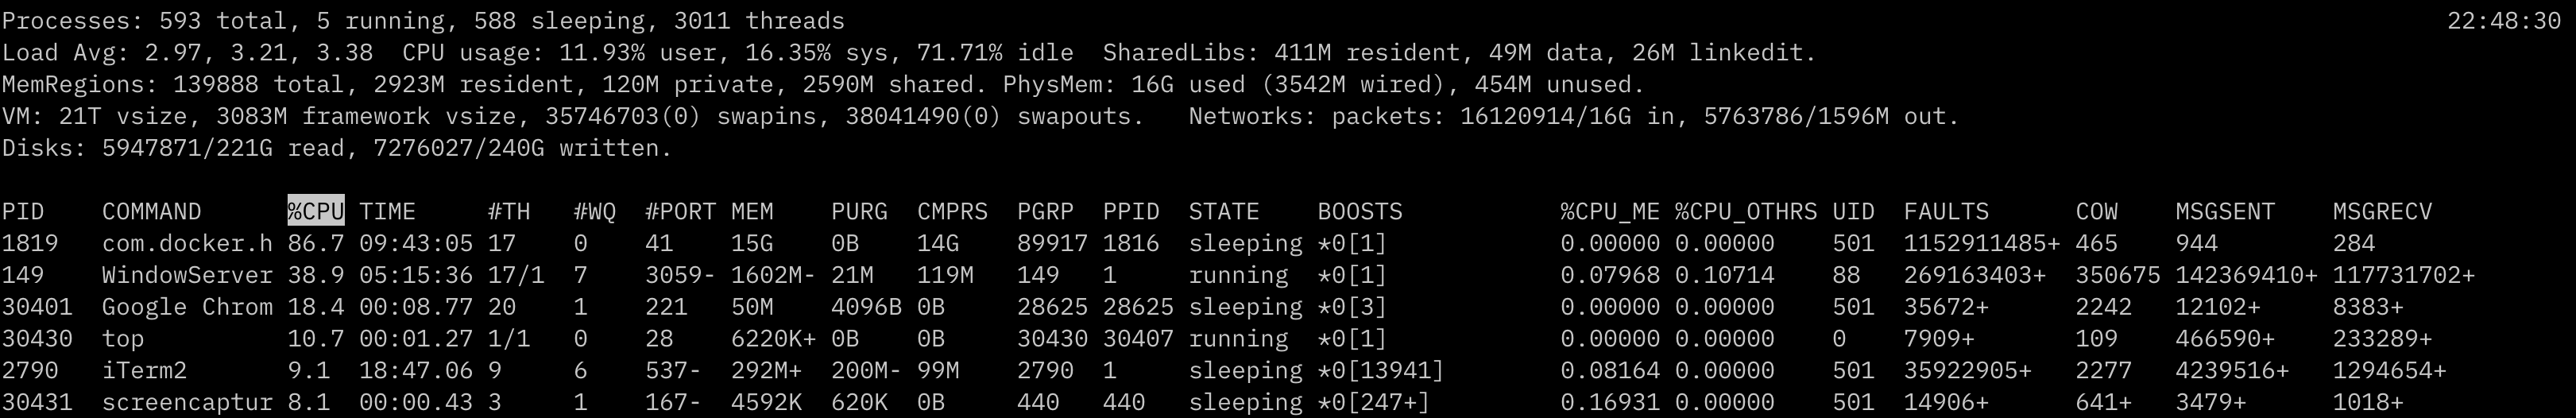 Processes: 593 total, 5 running, 588 sleeping, 3011 threads 22:48:30
Load Avg: 2.97, 3.21, 3.38  CPU usage: 11.93% user, 16.35% sys, 71.71% idle  SharedLibs: 411M resident, 49M data, 26M linkedit.
MemRegions: 139888 total, 2923M resident, 120M private, 2590M shared. PhysMem: 16G used (3542M wired), 454M unused.
VM: 21T vsize, 3083M framework vsize, 35746703(0) swapins, 38041490(0) swapouts.   Networks: packets: 16120914/16G in, 5763786/1596M out.
Disks: 5947871/221G read, 7276027/240G written.
PID   COMMAND      %CPU TIME     #TH   #WQ  #PORT MEM    PURG  CMPRS  PGRP  PPID  STATE    BOOSTS           %CPU_ME %CPU_OTHRS UID  FAULTS      COW    MSGSENT    MSGRECV
1819  com.docker.h 86.7 09:43:05 17    0    41    15G    0B    14G    89917 1816  sleeping *0[1]            0.00000 0.00000    501  1152911485+ 465    944        284
149   WindowServer 38.9 05:15:36 17/1  7    3059- 1602M- 21M   119M   149   1     running  *0[1]            0.07968 0.10714    88   269163403+  350675 142369410+ 117731702+
30401 Google Chrom 18.4 00:08.77 20    1    221   50M    4096B 0B     28625 28625 sleeping *0[3]            0.00000 0.00000    501  35672+      2242   12102+     8383+
30430 top          10.7 00:01.27 1/1   0    28    6220K+ 0B    0B     30430 30407 running  *0[1]            0.00000 0.00000    0    7909+       109    466590+    233289+
2790  iTerm2       9.1  18:47.06 9     6    537-  292M+  200M- 99M    2790  1     sleeping *0[13941]        0.08164 0.00000    501  35922905+   2277   4239516+   1294654+
30431 screencaptur 8.1  00:00.43 3     1    167-  4592K  620K  0B     440   440   sleeping *0[247+]         0.16931 0.00000    501  14906+      641+   3479+      1018+